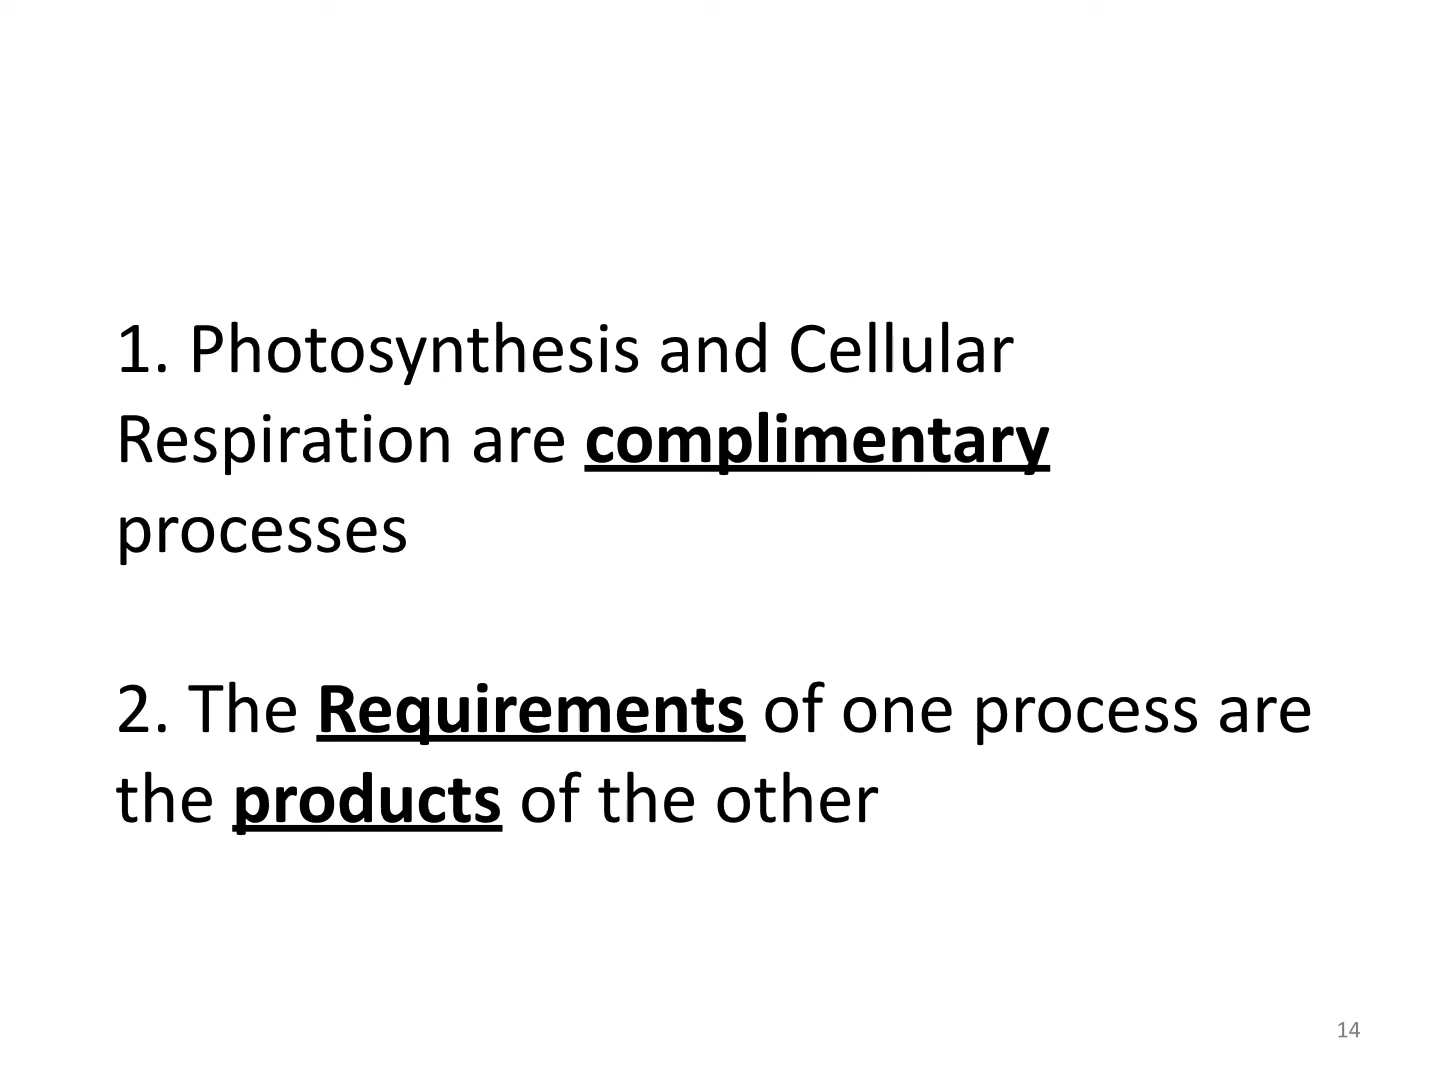 1. Photosynthesis and Cellular
Respiration are complimentary
processes
2. The Requirements of one process are
the products of the other
14